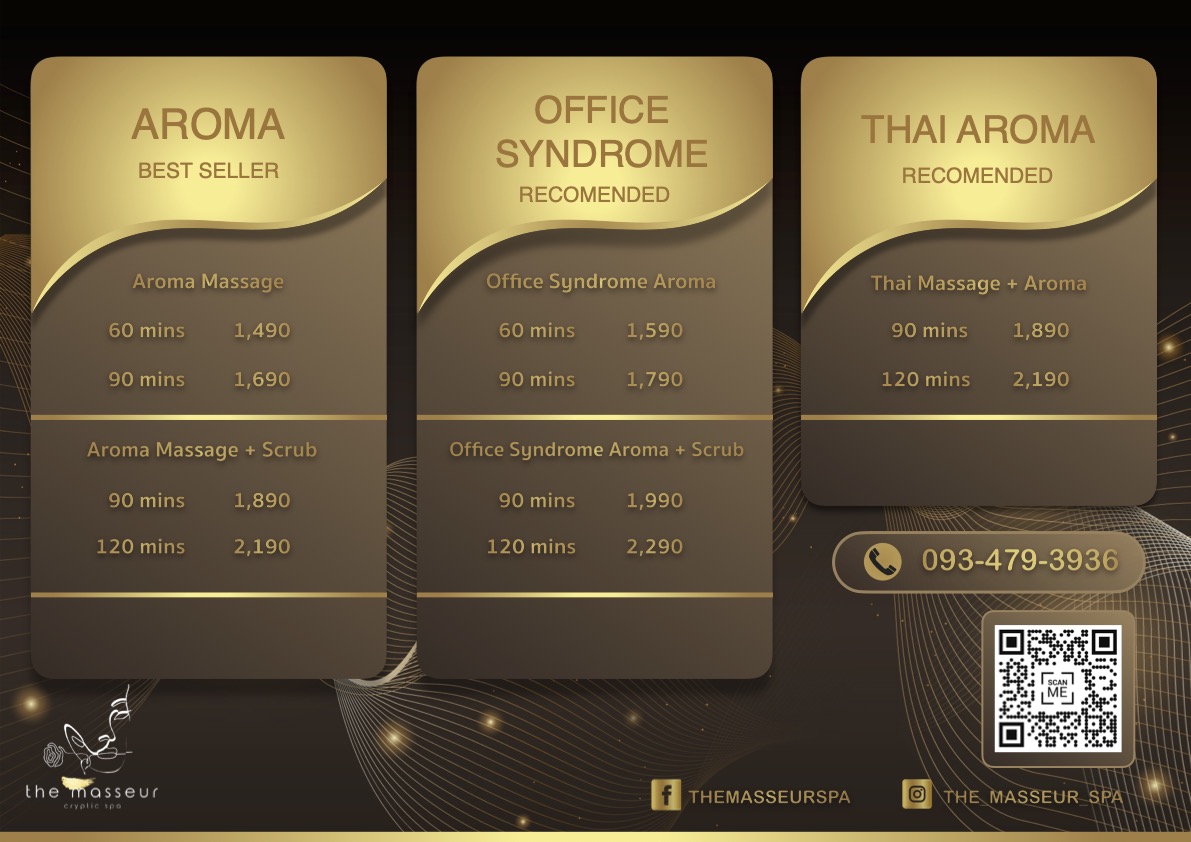 AROMA
BEST SELLER
Aroma Massage
60 mins 1,490
90 mins 1,690
Aroma Massage + Scrub
90 mins 1,890
120 mins 2,190
OFFICE
SYNDROME
RECOMENDED
Office Syndrome Aroma
60 mins 1,590
90 mins 1,790
Office Syndrome Aroma + Scrub
90 mins 1,990
120 mins 2,290
THAI AROMA
RECOMENDED
Thai Massage + Aroma
90 mins 1,890
120 mins 2,190
093-479-3936
SCAN
ME
the masseur
cryptic spa
THEMASSEURSPA
THE_MASSEUR_SPA